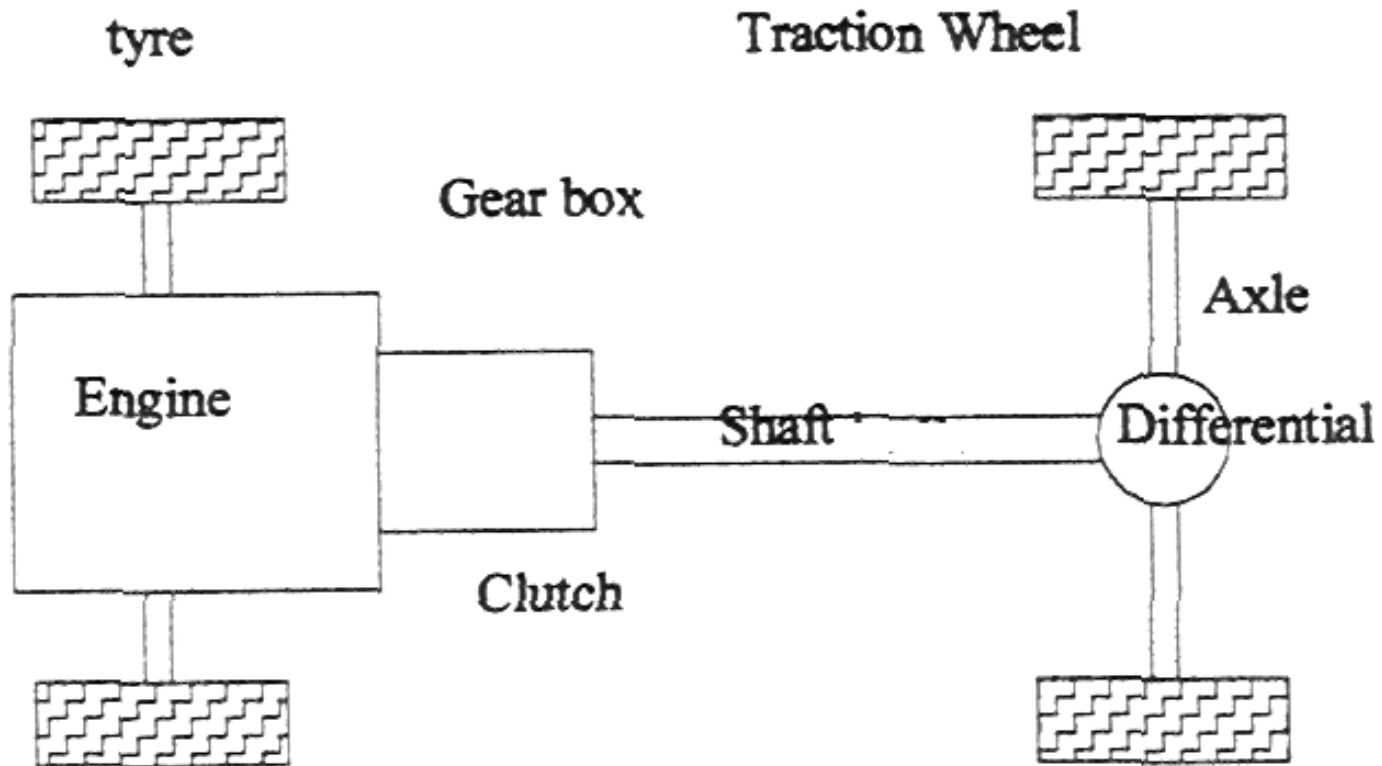 tyre
Traction Wheel
Gear box
Axle
Engine
Shaft
Differential
Clutch